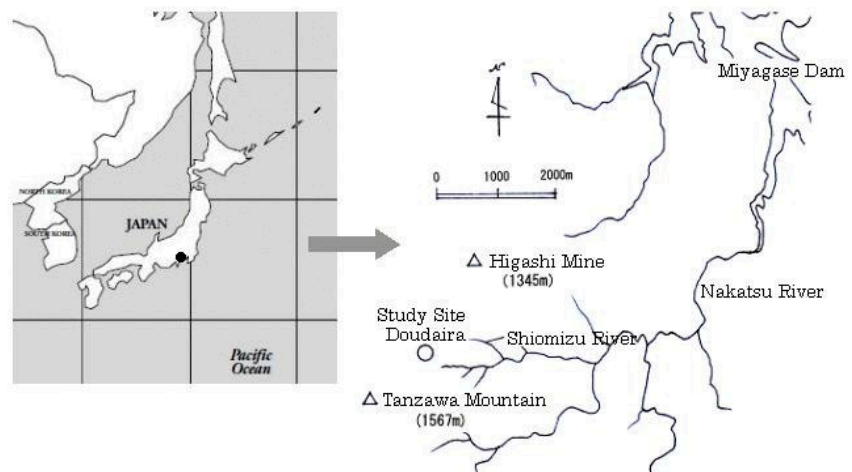 NORTH KOREA
SOUTH KOREA
JAPAN
Pacific
Ocean
N
0 1000 2000m
Miyagase Dam
Higashi Mine
(1345m)
Nakatsu River
Study Site
Doudaira
Shiomizu River
Tanzawa Mountain
(1567m)